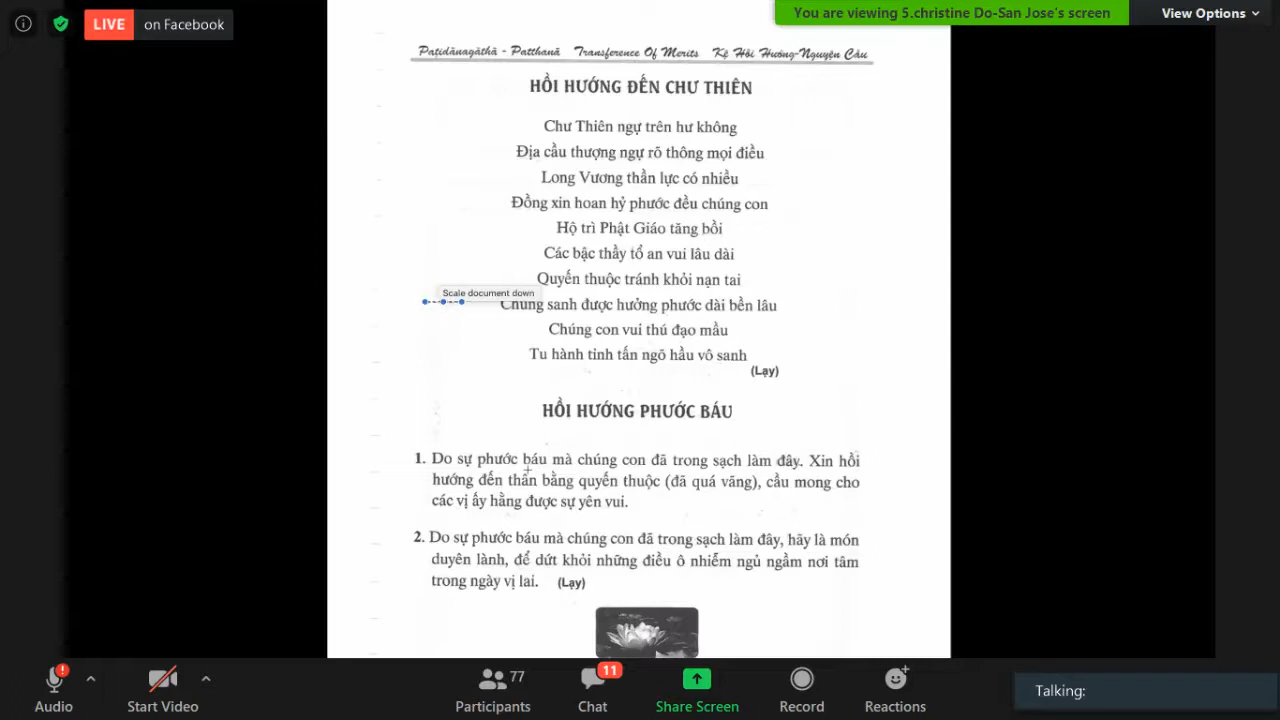 LIVE on Facebook
You are viewing 5.christine Do-San Jose's screen
View Options
Paṭidānagāthā - Patthanā Transference Of Merits Kệ Hồi Hướng-Nguyện Cầu
HỒI HƯỚNG ĐẾN CHƯ THIÊN
Chư Thiên ngự trên hư không
Địa cầu thượng ngự rõ thông mọi điều
Long Vương thần lực có nhiều
Đồng xin hoan hỷ phước đều chúng con
Hộ trì Phật Giáo tăng bồi
Các bậc thầy tổ an vui lâu dài
Quyến thuộc tránh khỏi nạn tai
Scale document down
Chúng sanh được hưởng phước dài bền lâu
Chúng con vui thú đạo mầu
Tu hành tinh tấn ngõ hầu vô sanh
(Lạy)
HỒI HƯỚNG PHƯỚC BÁU
1. Do sự phước báu mà chúng con đã trong sạch làm đây. Xin hồi
hướng đến thân bằng quyến thuộc (đã quá vãng), cầu mong cho
các vị ấy hằng được sự yên vui.
2. Do sự phước báu mà chúng con đã trong sạch làm đây, hãy là món
duyên lành, để dứt khỏi những điều ô nhiễm ngủ ngầm nơi tâm
trong ngày vị lai. (Lạy)
77
11
Audio
Start Video
Participants
Chat
Share Screen
Record
Reactions
Talking: